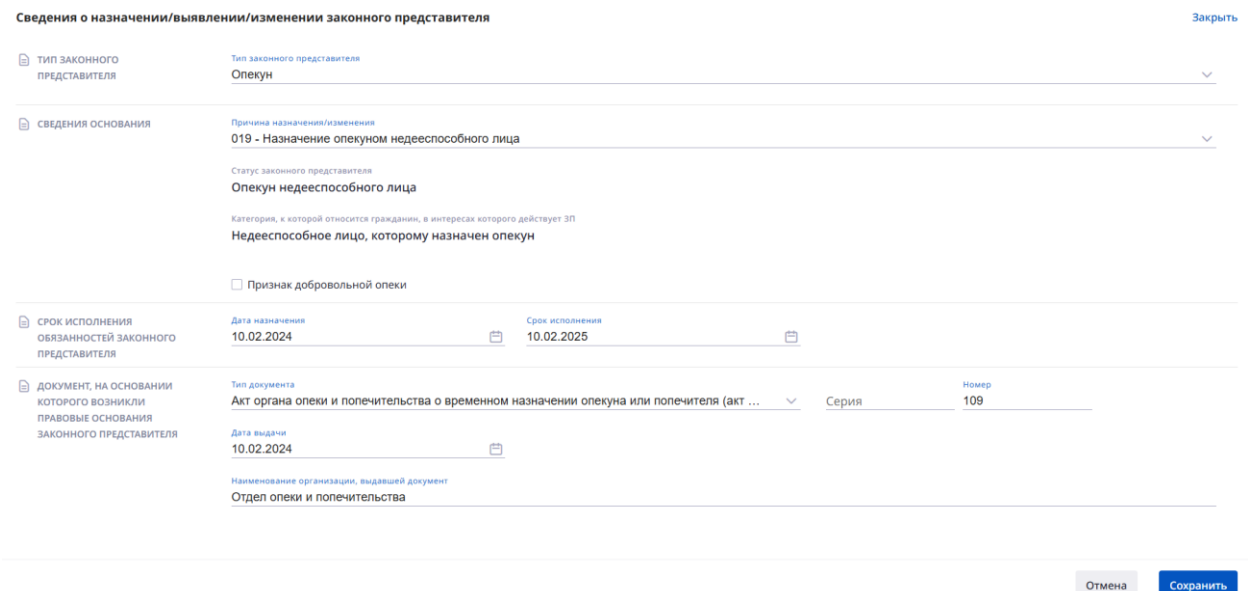 Сведения о назначении/выявлении/изменении законного представителя
Закрыть
ТИП ЗАКОННОГО
ПРЕДСТАВИТЕЛЯ
Тип законного представителя
Опекун
СВЕДЕНИЯ ОСНОВАНИЯ
Причина назначения/изменения
019 - Назначение опекуном недееспособного лица
Статус законного представителя
Опекун недееспособного лица
Категория, к которой относится гражданин, в интересах которого действует ЗП
Недееспособное лицо, которому назначен опекун
Признак добровольной опеки
СРОК ИСПОЛНЕНИЯ
ОБЯЗАННОСТЕЙ ЗАКОННОГО
ПРЕДСТАВИТЕЛЯ
Дата назначения
10.02.2024
Срок исполнения
10.02.2025
ДОКУМЕНТ, НА ОСНОВАНИИ
КОТОРОГО ВОЗНИКЛИ
ПРАВОВЫЕ ОСНОВАНИЯ
ЗАКОННОГО ПРЕДСТАВИТЕЛЯ
Тип документа
Акт органа опеки и попечительства о временном назначении опекуна или попечителя (акт ...
Серия
Номер
109
Дата выдачи
10.02.2024
Наименование организации, выдавшей документ
Отдел опеки и попечительства
Отмена
Сохранить